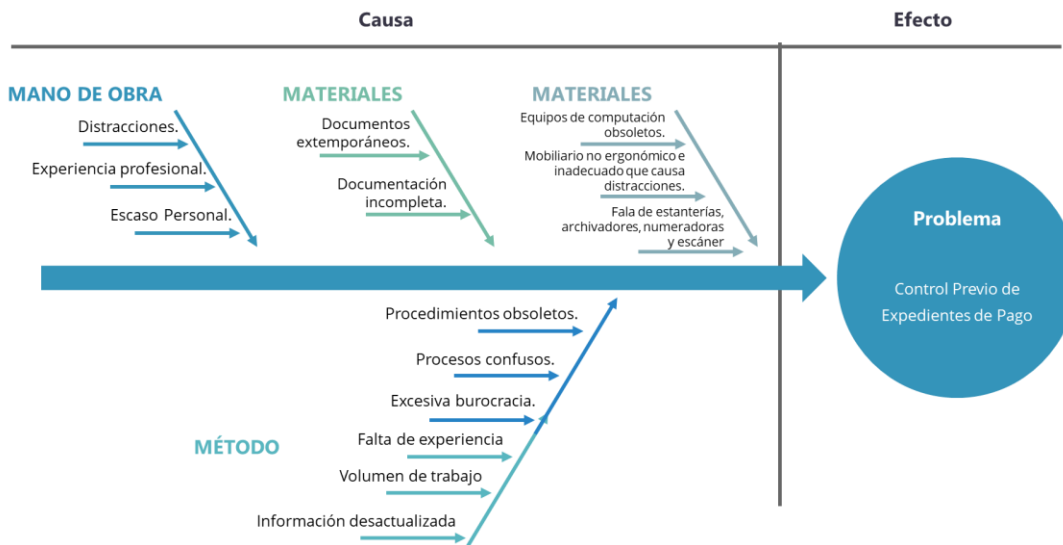 Causa
Efecto
MANO DE OBRA
Distracciones.
Experiencia profesional.
Escaso Personal.
MATERIALES
Documentos
extemporáneos.
Documentación
incompleta.
MATERIALES
Equipos de computación
obsoletos.
Mobiliario no ergonómico e
inadecuado que causa
distracciones.
Fala de estanterías,
archivadores, numeradoras
y escáner
Problema
Control Previo de
Expedientes de Pago
Procedimientos obsoletos.
Procesos confusos.
Excesiva burocracia.
MÉTODO
Falta de experiencia
Volumen de trabajo
Información desactualizada